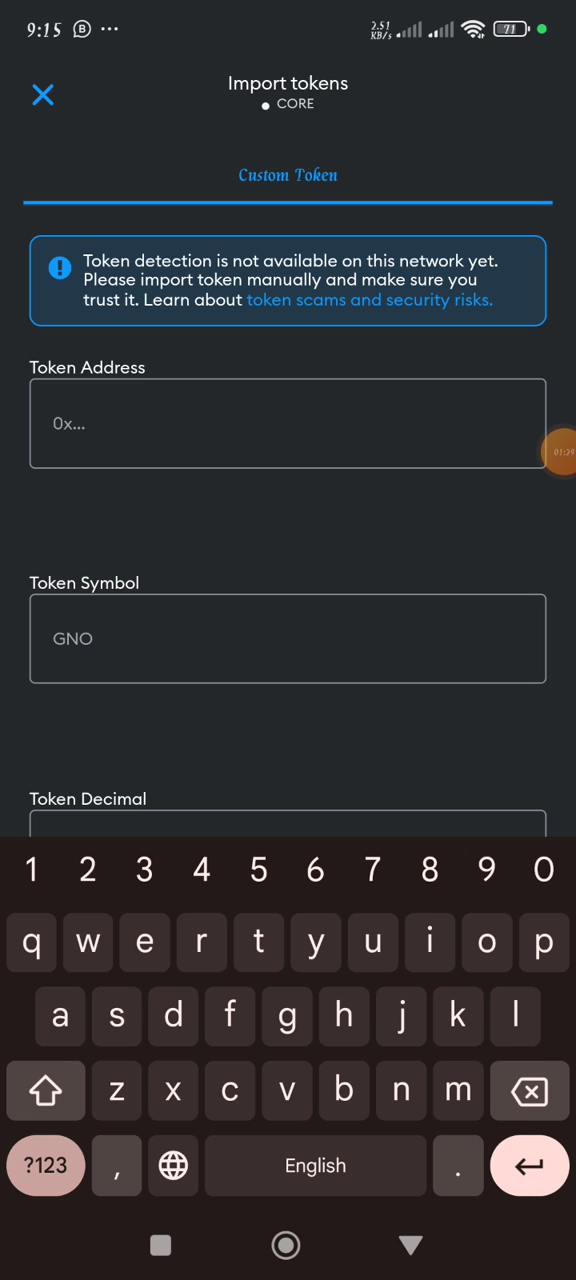 9:15 B ...
2.51 KB/s 71
Import tokens
CORE
Custom Token
Token detection is not available on this network yet.
Please import token manually and make sure you
trust it. Learn about token scams and security risks.
Token Address
0x...
01:29
Token Symbol
GNO
Token Decimal
1 2 3 4 5 6 7 8 9 0
q w e r t y u i o p
a s d f g h j k l
z x c v b n m
?123 , English .